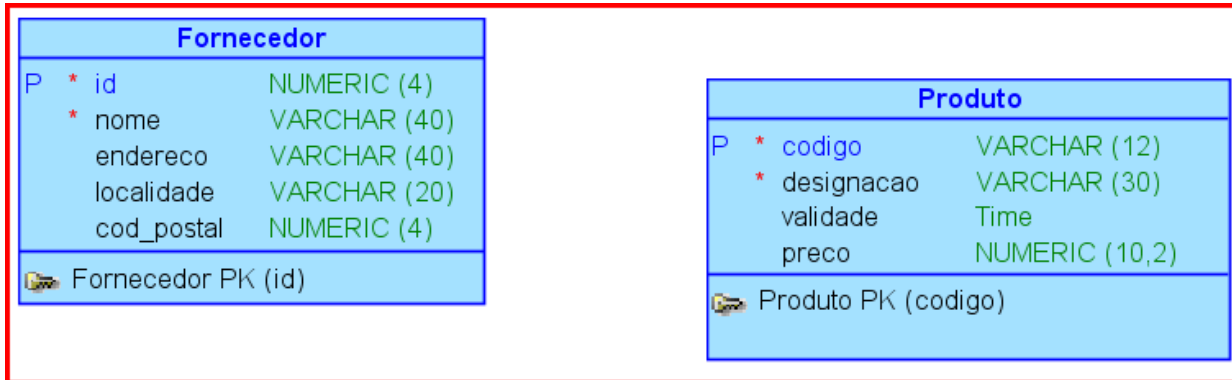 Fornecedor
P * id NUMERIC (4)
* nome VARCHAR (40)
endereco VARCHAR (40)
localidade VARCHAR (20)
cod_postal NUMERIC (4)
Fornecedor PK (id)
Produto
P * codigo VARCHAR (12)
* designacao VARCHAR (30)
validade Time
preco NUMERIC (10,2)
Produto PK (codigo)